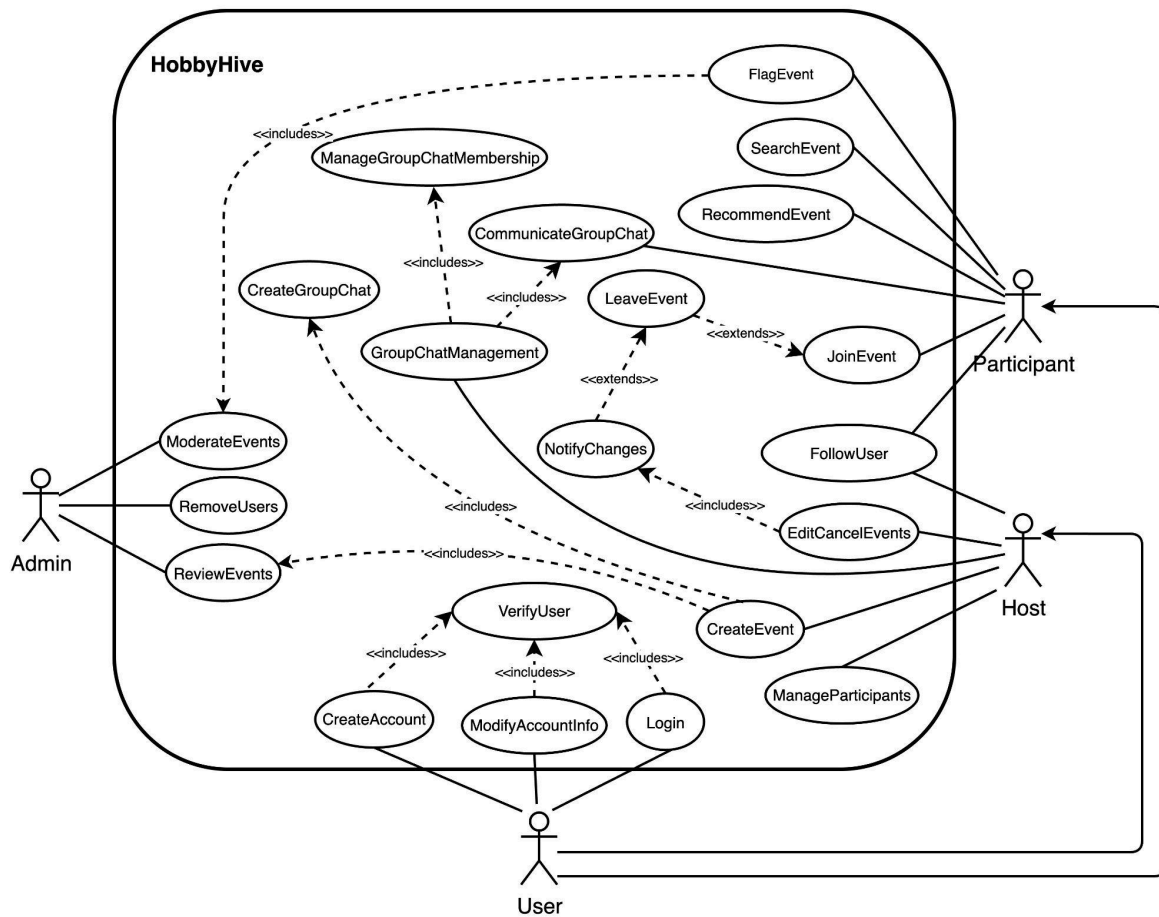 HobbyHive
FlagEvent
<<includes>>
SearchEvent
ManageGroupChatMembership
RecommendEvent
CommunicateGroupChat
<<includes>>
CreateGroupChat
<<includes>>
LeaveEvent
<<extends>>
GroupChatManagement
JoinEvent
Participant
<<extends>>
ModerateEvents
NotifyChanges
FollowUser
RemoveUsers
<<includes>
<<includes>>
EditCancelEvents
Admin
<<includes>>
ReviewEvents
Host
VerifyUser
CreateEvent
<<includes>>
<<includes>>
<<includes>>
ManageParticipants
CreateAccount
ModifyAccountInfo
Login
User